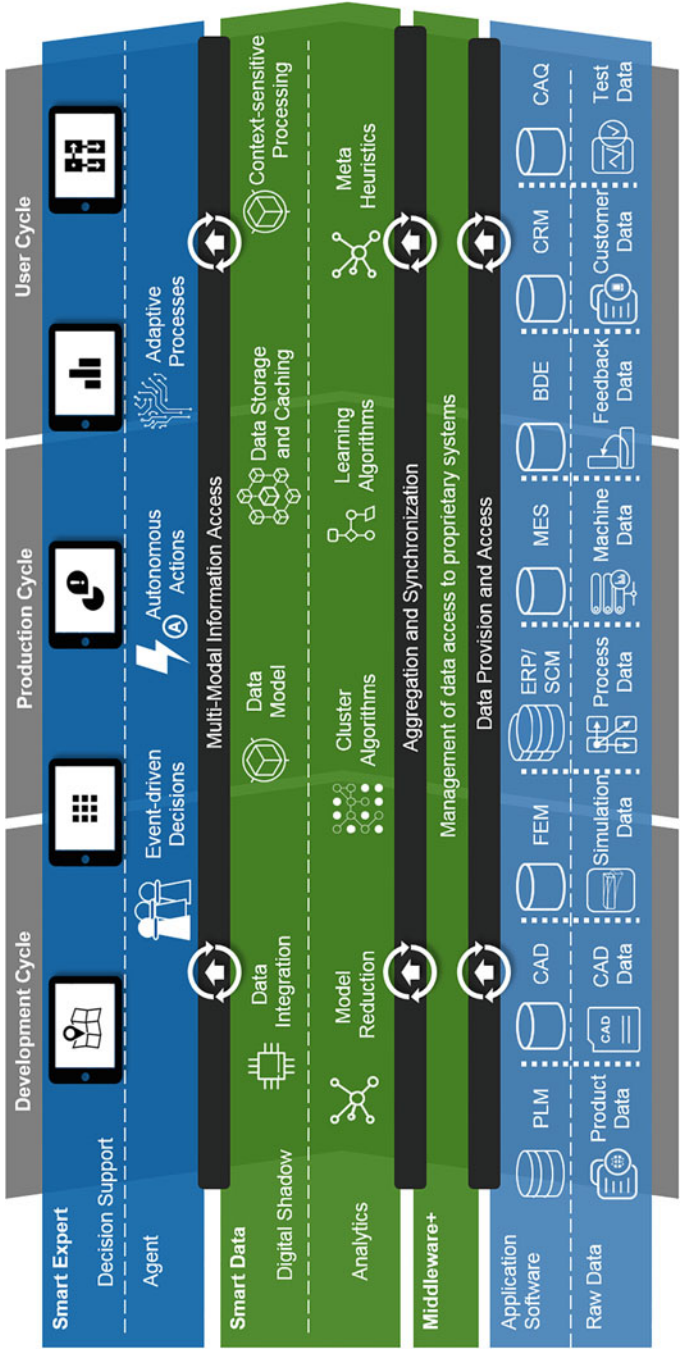 Development Cycle
Production Cycle
User Cycle
Smart Expert
Decision Support
Agent
Event-driven
Decisions
Autonomous
Actions
A
Adaptive
Processes
Multi-Modal Information Access
Smart Data
Digital Shadow
Data
Integration
Data
Model
Data Storage
and Caching
Context-sensitive
Processing
Analytics
Model
Reduction
Cluster
Algorithms
Learning
Algorithms
Meta
Heuristics
Aggregation and Synchronization
Middleware+
Management of data access to proprietary systems
Data Provision and Access
Application
Software
PLM
CAD
FEM
ERP/
SCM
MES
BDE
CRM
CAQ
Raw Data
Product
Data
CAD
CAD
Data
Simulation
Data
Process
Data
Machine
Data
Feedback
Data
Customer
Data
Test
Data